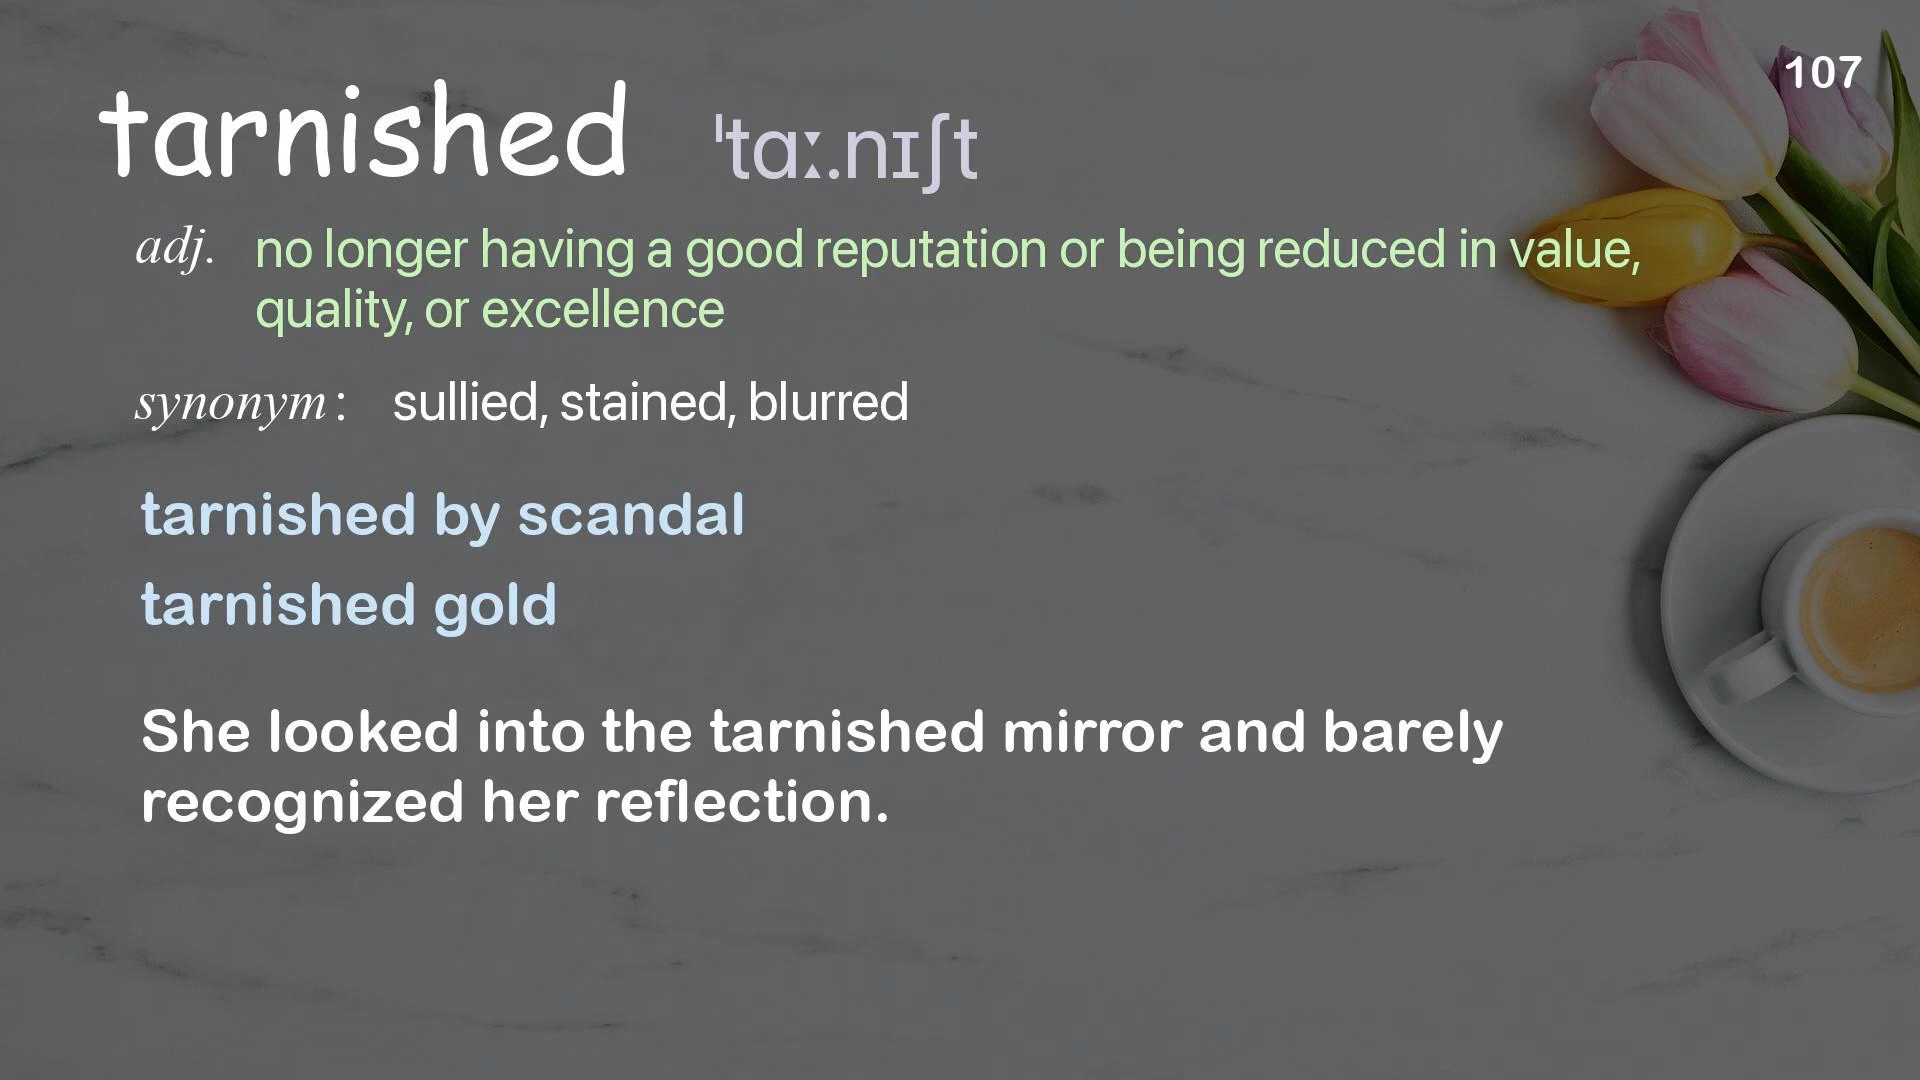 107
tarnished ˈtɑː.nɪʃt
adj. no longer having a good reputation or being reduced in value,
quality, or excellence
synonym: sullied, stained, blurred
tarnished by scandal
tarnished gold
She looked into the tarnished mirror and barely
recognized her reflection.